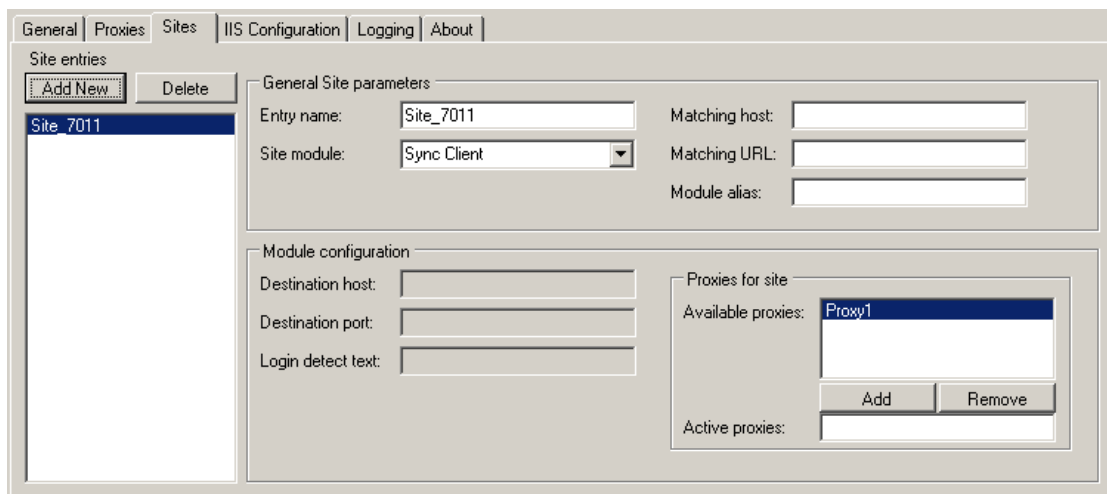 General Proxies Sites IIS Configuration Logging About
Site entries
Add New Delete
Site_7011
General Site parameters
Entry name: Site_7011
Site module: Sync Client
Matching host:
Matching URL:
Module alias:
Module configuration
Destination host:
Destination port:
Login detect text:
Proxies for site
Available proxies: Proxy1
Add Remove
Active proxies: